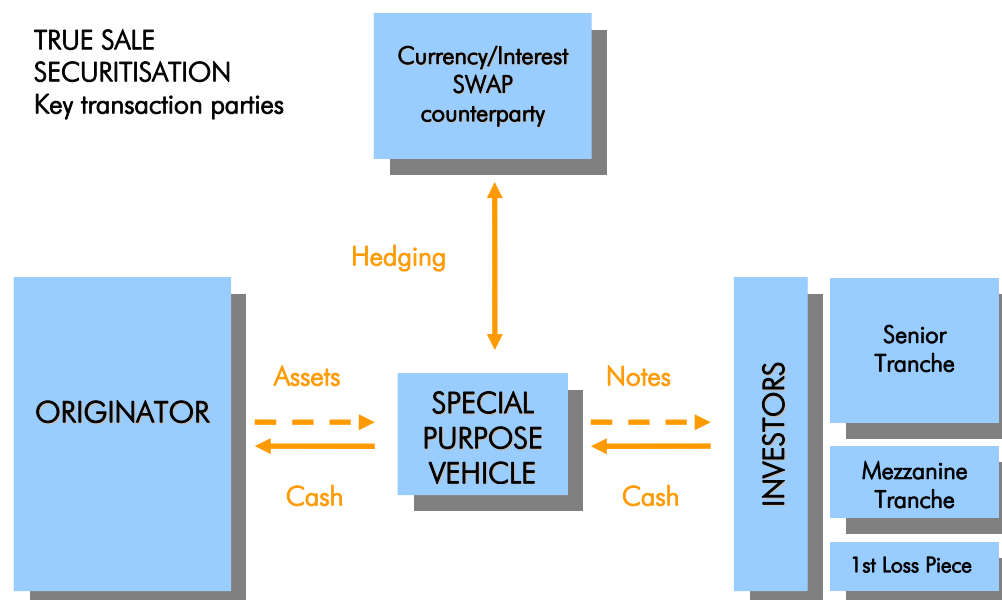 TRUE SALE
SECURITISATION
Key transaction parties
Currency/Interest
SWAP
counterparty
Hedging
ORIGINATOR
Assets
Cash
SPECIAL
PURPOSE
VEHICLE
Notes
Cash
INVESTORS
Senior
Tranche
Mezzanine
Tranche
1st Loss Piece